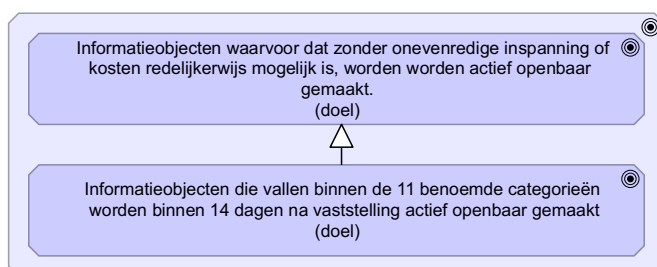 Informatieobjecten waarvoor dat zonder onevenredige inspanning of
kosten redelijkerwijs mogelijk is, worden worden actief openbaar
gemaakt.
(doel)
Informatieobjecten die vallen binnen de 11 benoemde categorieën
worden binnen 14 dagen na vaststelling actief openbaar gemaakt
(doel)